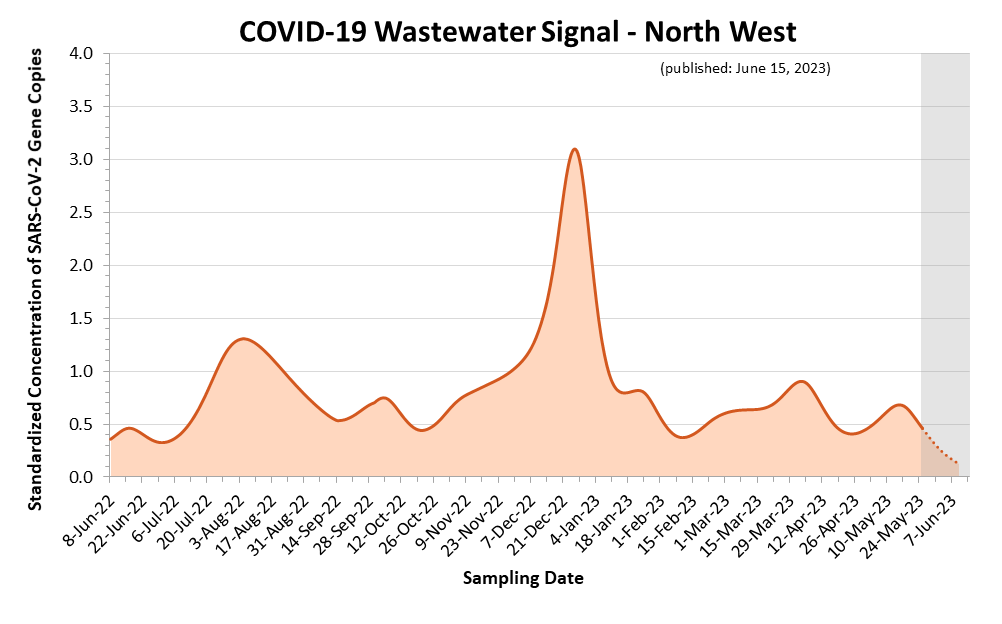 COVID-19 Wastewater Signal - North West
(published: June 15, 2023)
Standardized Concentration of SARS-CoV-2 Gene Copies
4.0
3.5
3.0
2.5
2.0
1.5
1.0
0.5
0.0
8-Jun-22
22-Jun-22
6-Jul-22
20-Jul-22
3-Aug-22
17-Aug-22
31-Aug-22
14-Sep-22
28-Sep-22
12-Oct-22
26-Oct-22
9-Nov-22
23-Nov-22
7-Dec-22
21-Dec-22
4-Jan-23
18-Jan-23
1-Feb-23
15-Feb-23
1-Mar-23
15-Mar-23
29-Mar-23
12-Apr-23
26-Apr-23
10-May-23
24-May-23
7-Jun-23
Sampling Date